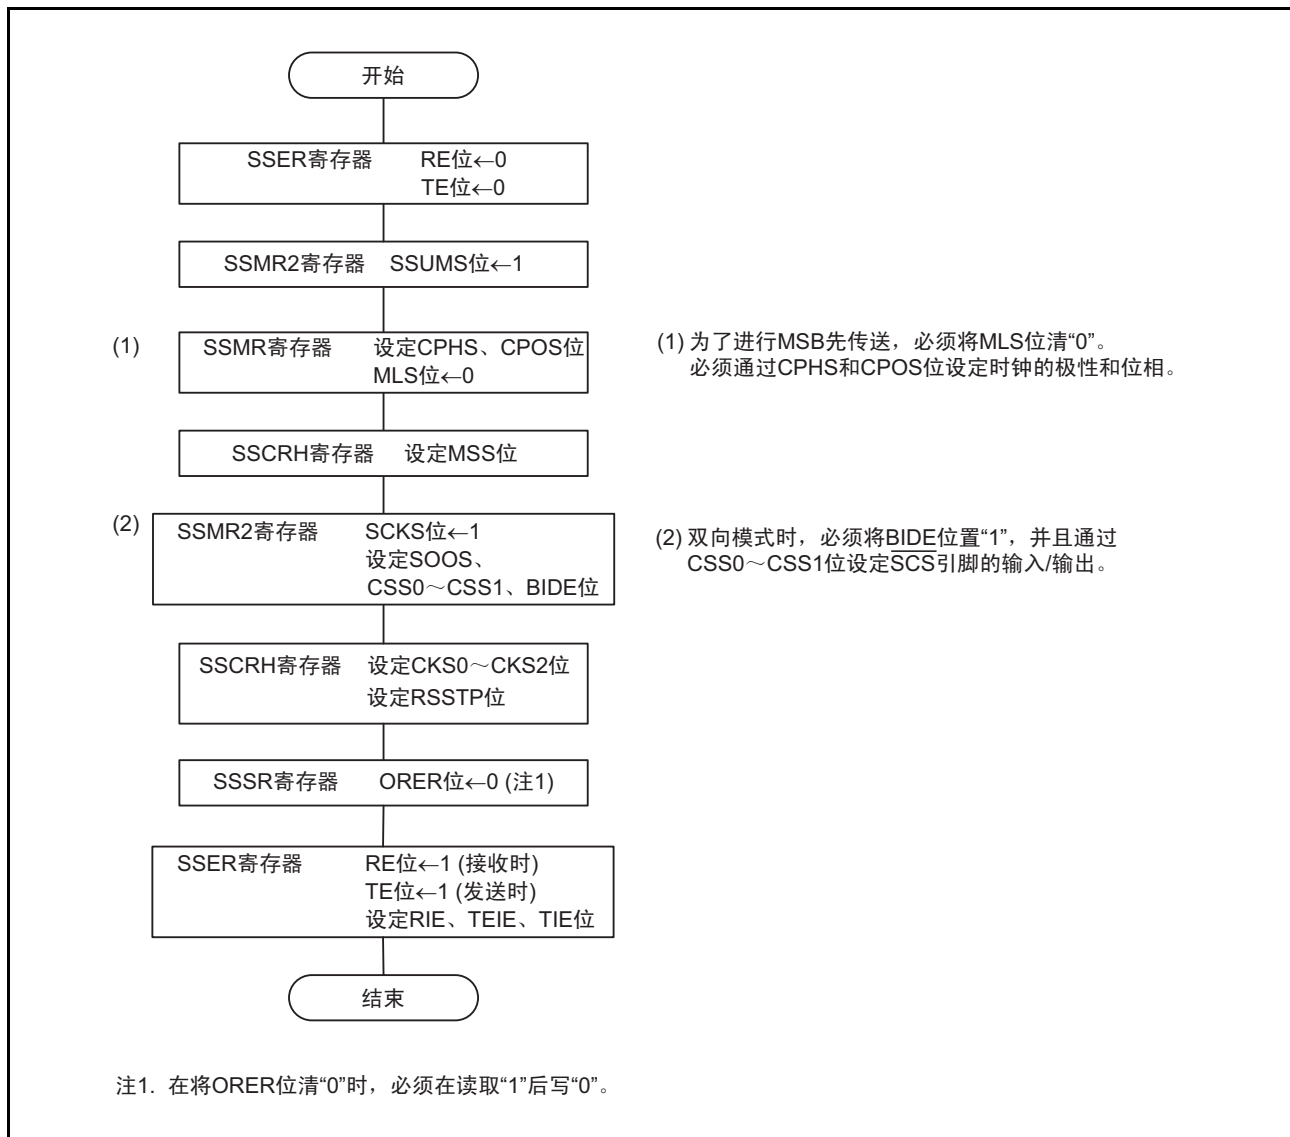 开始
SSER寄存器 RE位←0
TE位←0
SSMR2寄存器 SSUMS位←1
(1)
SSMR寄存器 设定CPHS、CPOS位
MLS位←0
(1) 为了进行MSB先传送，必须将MLS位清“0”。
必须通过CPHS和CPOS位设定时钟的极性和位相。
SSCRH寄存器 设定MSS位
(2)
SSMR2寄存器 SCKS位←1
设定SOOS、
CSS0～CSS1、BIDE位
(2) 双向模式时，必须将BIDE位置“1”，并且通过
CSS0～CSS1位设定S̅C̅S̅引脚的输入/输出。
SSCRH寄存器 设定CKS0～CKS2位
设定RSSTP位
SSSR寄存器 ORER位←0 (注1)
SSER寄存器 RE位←1 (接收时)
TE位←1 (发送时)
设定RIE、TEIE、TIE位
结束
注1. 在将ORER位清“0”时，必须在读取“1”后写“0”。